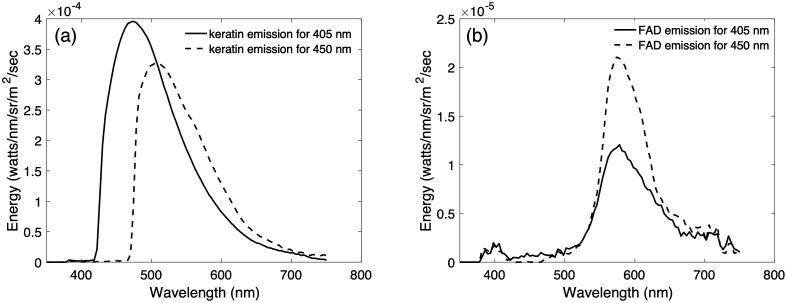 ×10⁻⁴
(a)
keratin emission for 405 nm
keratin emission for 450 nm
4
3.5
3
2.5
2
1.5
1
0.5
0
Energy (watts/nm/sr/m²/sec)
400 500 600 700 800
Wavelength (nm)
×10⁻⁵
(b)
FAD emission for 405 nm
FAD emission for 450 nm
2.5
2
1.5
1
0.5
0
Energy (watts/nm/sr/m²/sec)
400 500 600 700 800
Wavelength (nm)